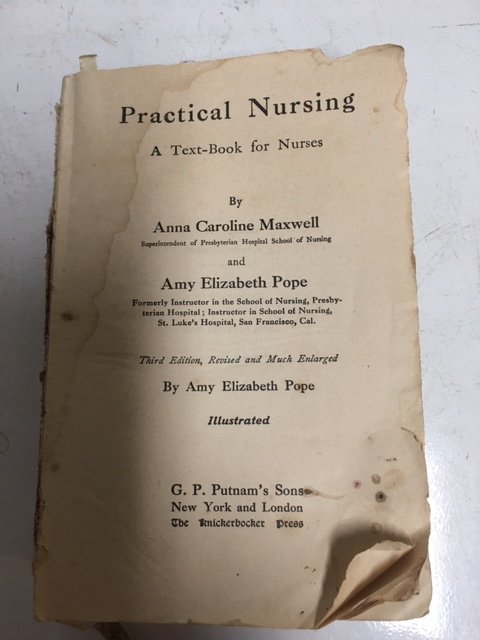 Practical Nursing
A Text-Book for Nurses
By
Anna Caroline Maxwell
Superintendent of Presbyterian Hospital School of Nursing
and
Amy Elizabeth Pope
Formerly Instructor in the School of Nursing, Presby-
terian Hospital; Instructor in School of Nursing,
St. Luke's Hospital, San Francisco, Cal.
Third Edition, Revised and Much Enlarged
By Amy Elizabeth Pope
Illustrated
G. P. Putnam's Sons
New York and London
The Knickerbocker Press